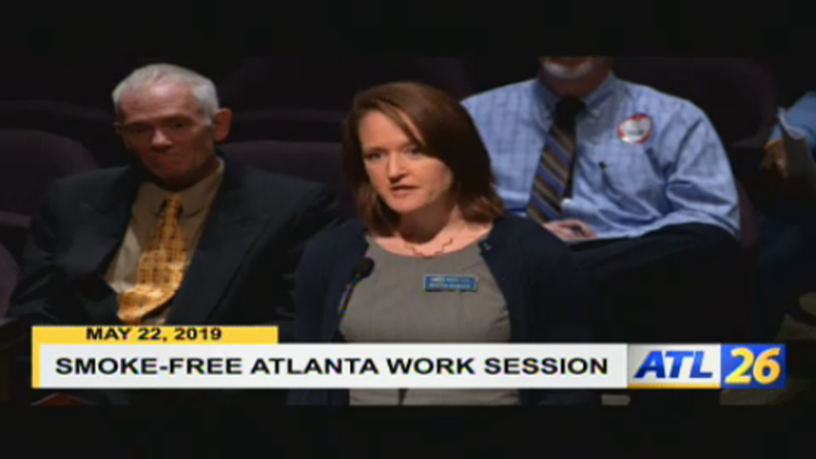 MAY 22, 2019
SMOKE-FREE ATLANTA WORK SESSION
ATL 26